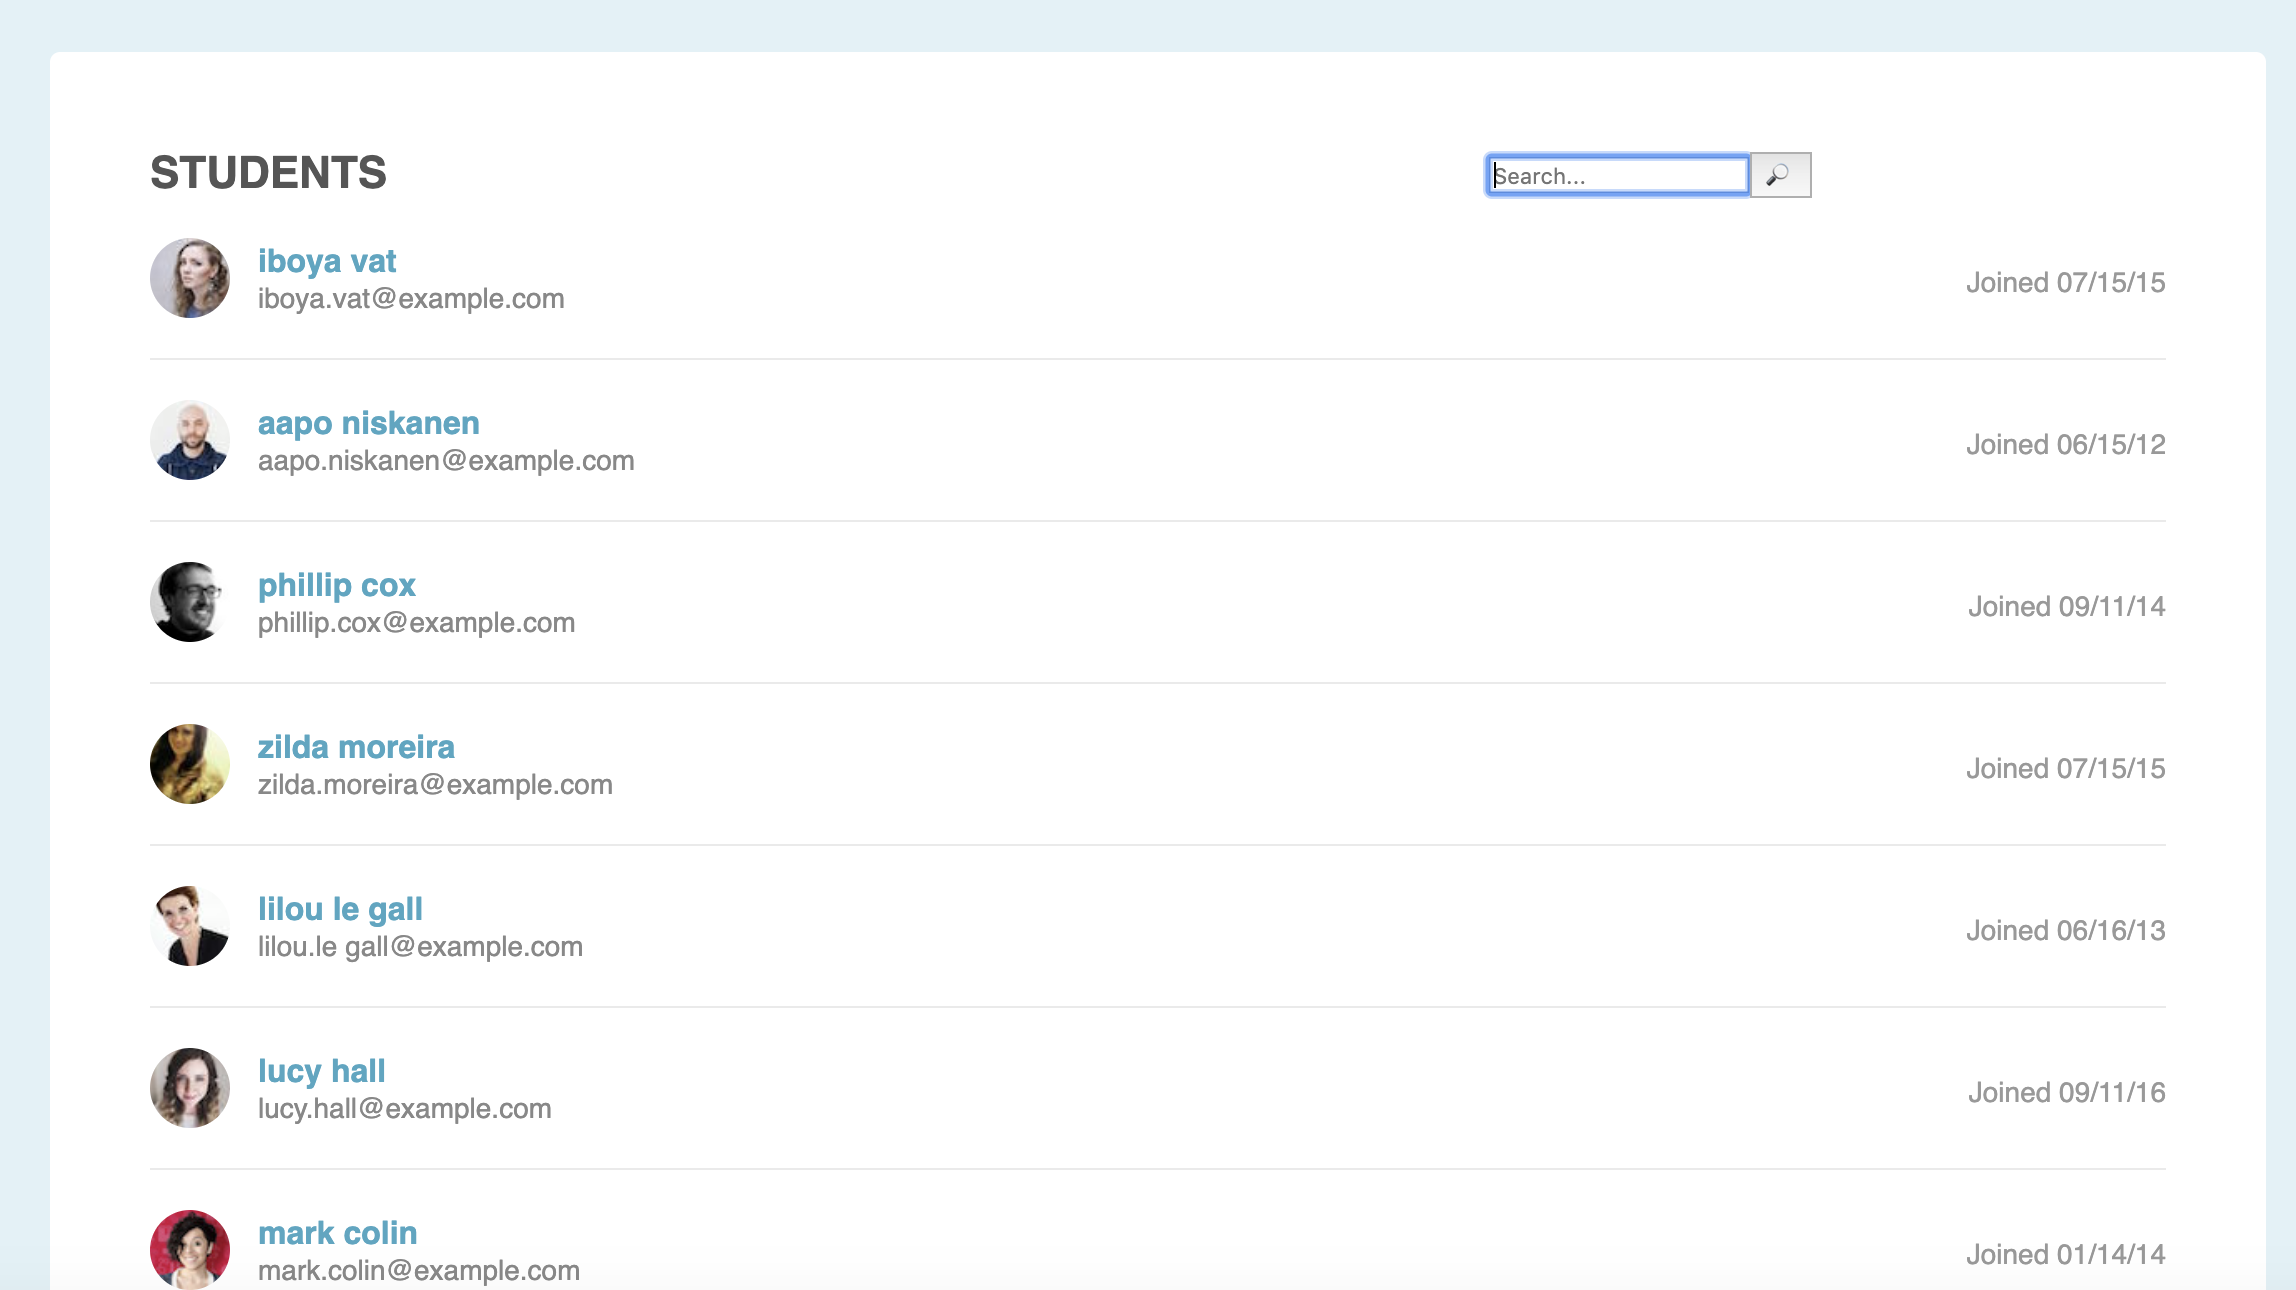 STUDENTS
Search...
iboya vat
iboya.vat@example.com
Joined 07/15/15
aapo niskanen
aapo.niskanen@example.com
Joined 06/15/12
phillip cox
phillip.cox@example.com
Joined 09/11/14
zilda moreira
zilda.moreira@example.com
Joined 07/15/15
lilou le gall
lilou.le gall@example.com
Joined 06/16/13
lucy hall
lucy.hall@example.com
Joined 09/11/16
mark colin
mark.colin@example.com
Joined 01/14/14